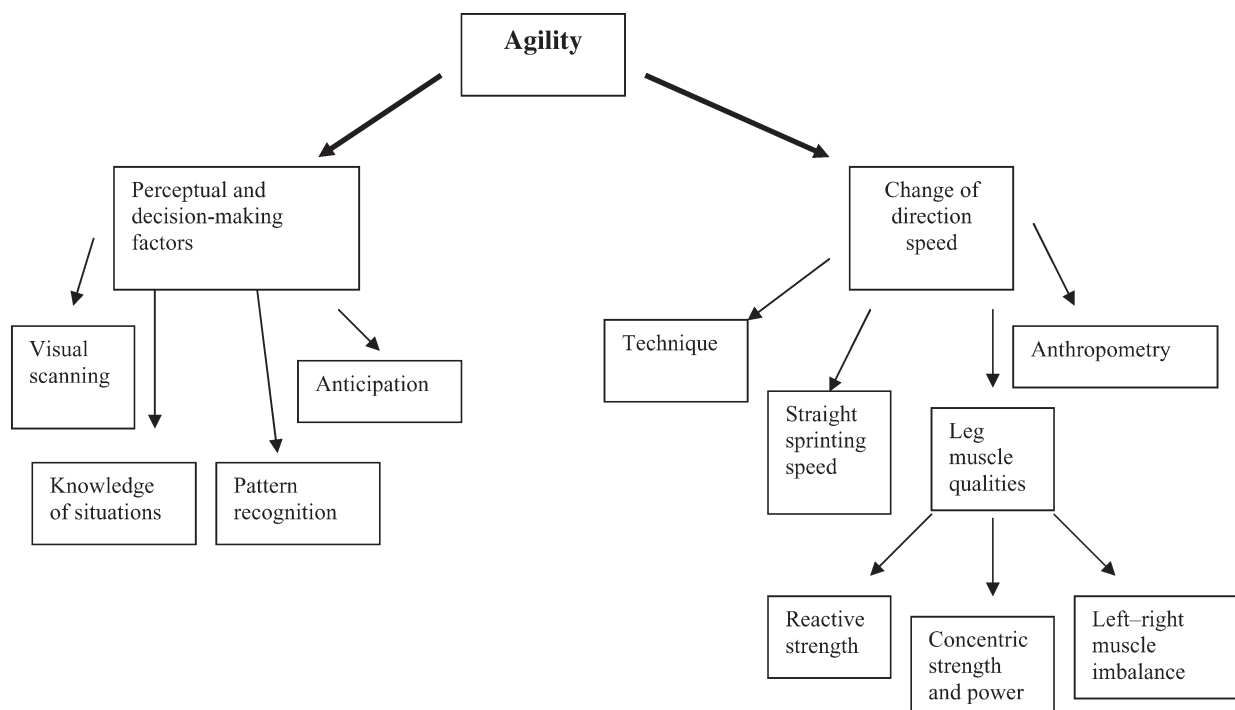 Agility
Perceptual and
decision-making
factors
Change of
direction
speed
Visual
scanning
Anticipation
Knowledge
of situations
Pattern
recognition
Technique
Straight
sprinting
speed
Leg
muscle
qualities
Anthropometry
Reactive
strength
Concentric
strength
and power
Left–right
muscle
imbalance